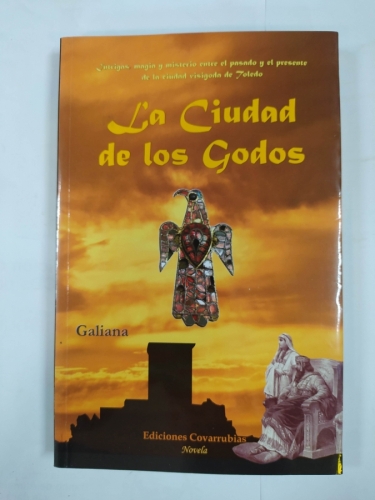 Intriga, magia y misterio entre el pasado y el presente
de la ciudad visigoda de Toledo
La Ciudad
de los Godos
Galiana
Ediciones Covarrubias
Novela